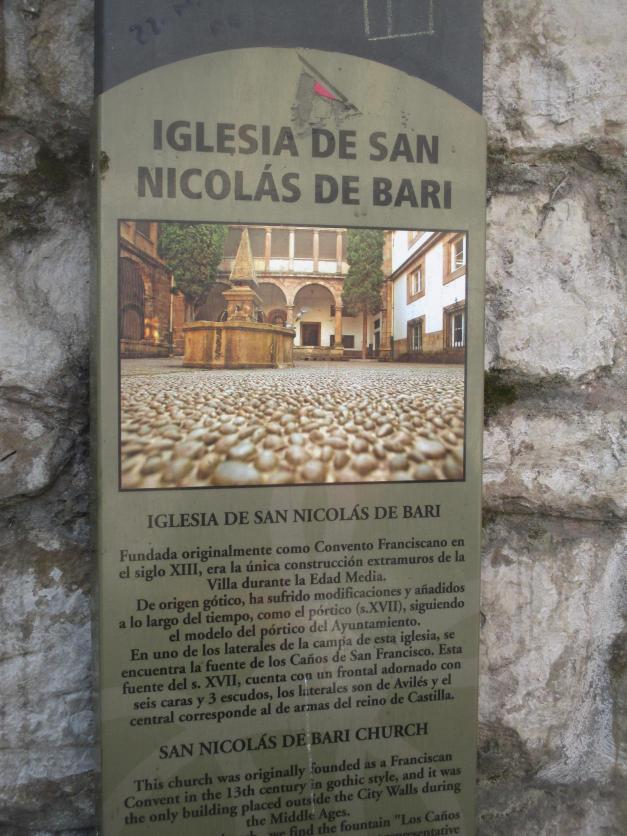 IGLESIA DE SAN
NICOLÁS DE BARI
IGLESIA DE SAN NICOLÁS DE BARI
Fundada originalmente como Convento Franciscano en
el siglo XIII, era la única construcción extramuros de la
Villa durante la Edad Media.
De origen gótico, ha sufrido modificaciones y añadidos
a lo largo del tiempo, como el pórtico (s.XVII), siguiendo
el modelo del pórtico del Ayuntamiento.
En uno de los laterales de la campa de esta iglesia, se
encuentra la fuente de los Caños de San Francisco. Esta
fuente del s. XVII, cuenta con un frontal adornado con
seis caras y 3 escudos, los laterales son de Avilés y el
central corresponde al de armas del reino de Castilla.
SAN NICOLÁS DE BARI CHURCH
This church was originally founded as a Franciscan
Convent in the 13th century in gothic style, and it was
the only building placed outside the City Walls during
the Middle Ages.
we find the fountain "Los Caños